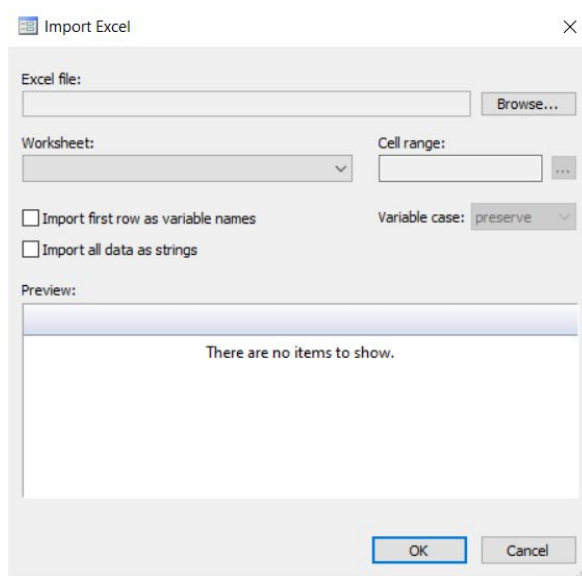 Import Excel
Excel file:
Browse...
Worksheet:
Cell range:
...
Import first row as variable names
Variable case: preserve
Import all data as strings
Preview:
There are no items to show.
OK
Cancel